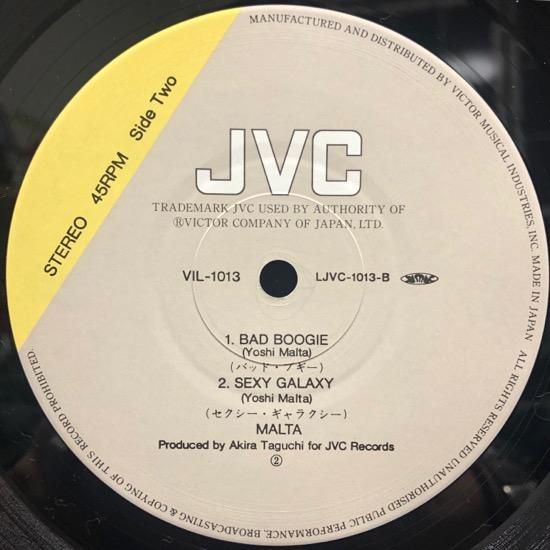 MANUFACTURED AND DISTRIBUTED BY VICTOR MUSICAL INDUSTRIES, INC. MADE IN JAPAN ALL RIGHTS RESERVED UNAUTHORISED PUBLIC PERFORMANCE, BROADCASTING & COPYING OF THIS RECORD PROHIBITED.
STEREO 45RPM Side Two
JVC
TRADEMARK JVC USED BY AUTHORITY OF
®VICTOR COMPANY OF JAPAN, LTD.
VIL-1013 LJVC-1013-B
1. BAD BOOGIE
(Yoshi Malta)
(バッド・ブギー)
2. SEXY GALAXY
(Yoshi Malta)
(セクシー・ギャラクシー)
MALTA
Produced by Akira Taguchi for JVC Records
②